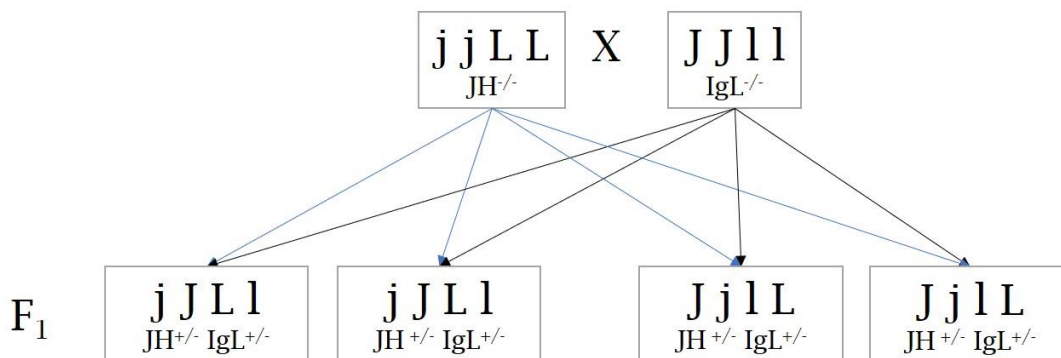 j j L L X J J l l
JH-/- IgL-/-
F1
j J L l j J L l J j l L J j l L
JH+/- IgL+/- JH +/- IgL+/- JH +/- IgL+/- JH +/- IgL+/-